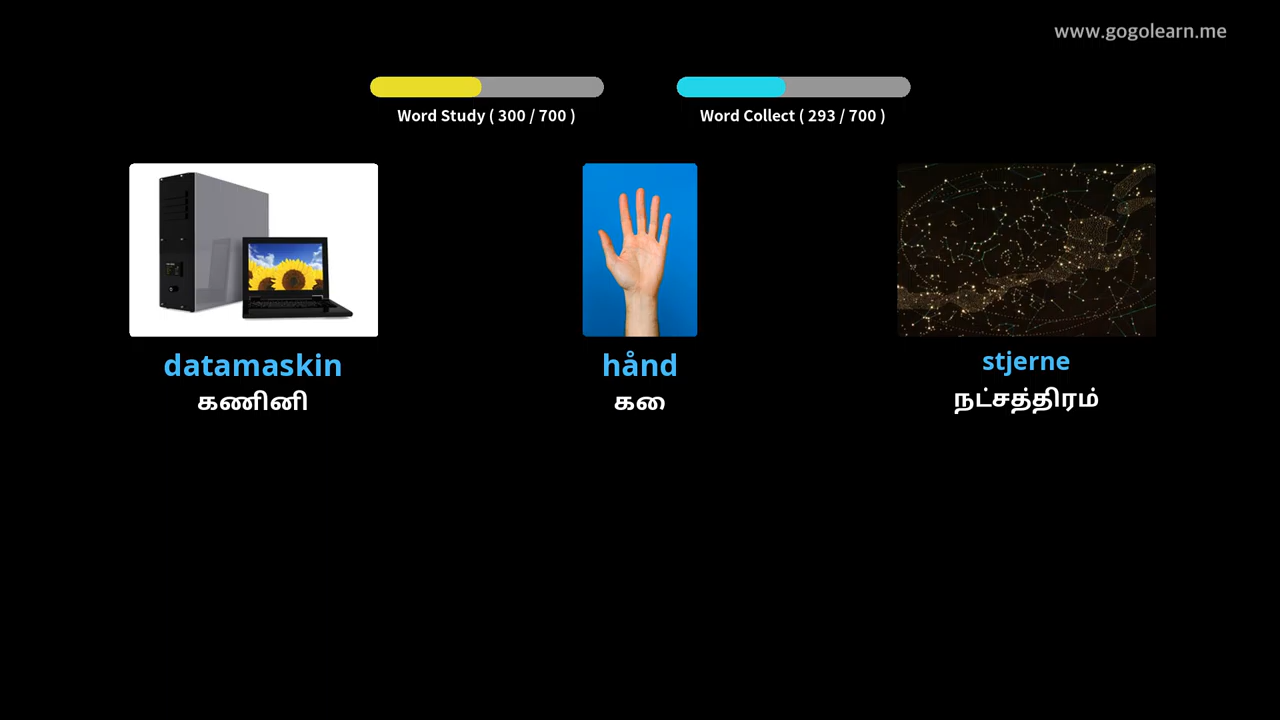 www.gogolearn.me
Word Study ( 300 / 700 )
Word Collect ( 293 / 700 )
datamaskin
hånd
stjerne
கணினி
கை
நட்சத்திரம்